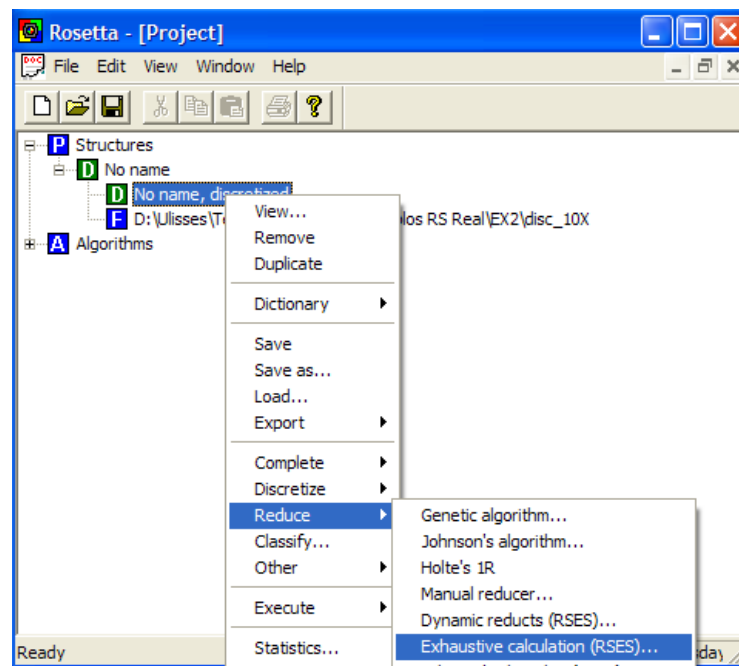 Rosetta - [Project]
DOC File Edit View Window Help
P Structures
D No name
D No name, discretized
F D:\Ulisses\T los RS Real\EX2\disc_10X
A Algorithms
View...
Remove
Duplicate
Dictionary
Save
Save as...
Load...
Export
Complete
Discretize
Reduce
Classify...
Other
Execute
Statistics...
Genetic algorithm...
Johnson's algorithm...
Holte's 1R
Manual reducer...
Dynamic reducts (RSES)...
Exhaustive calculation (RSES)...
Ready